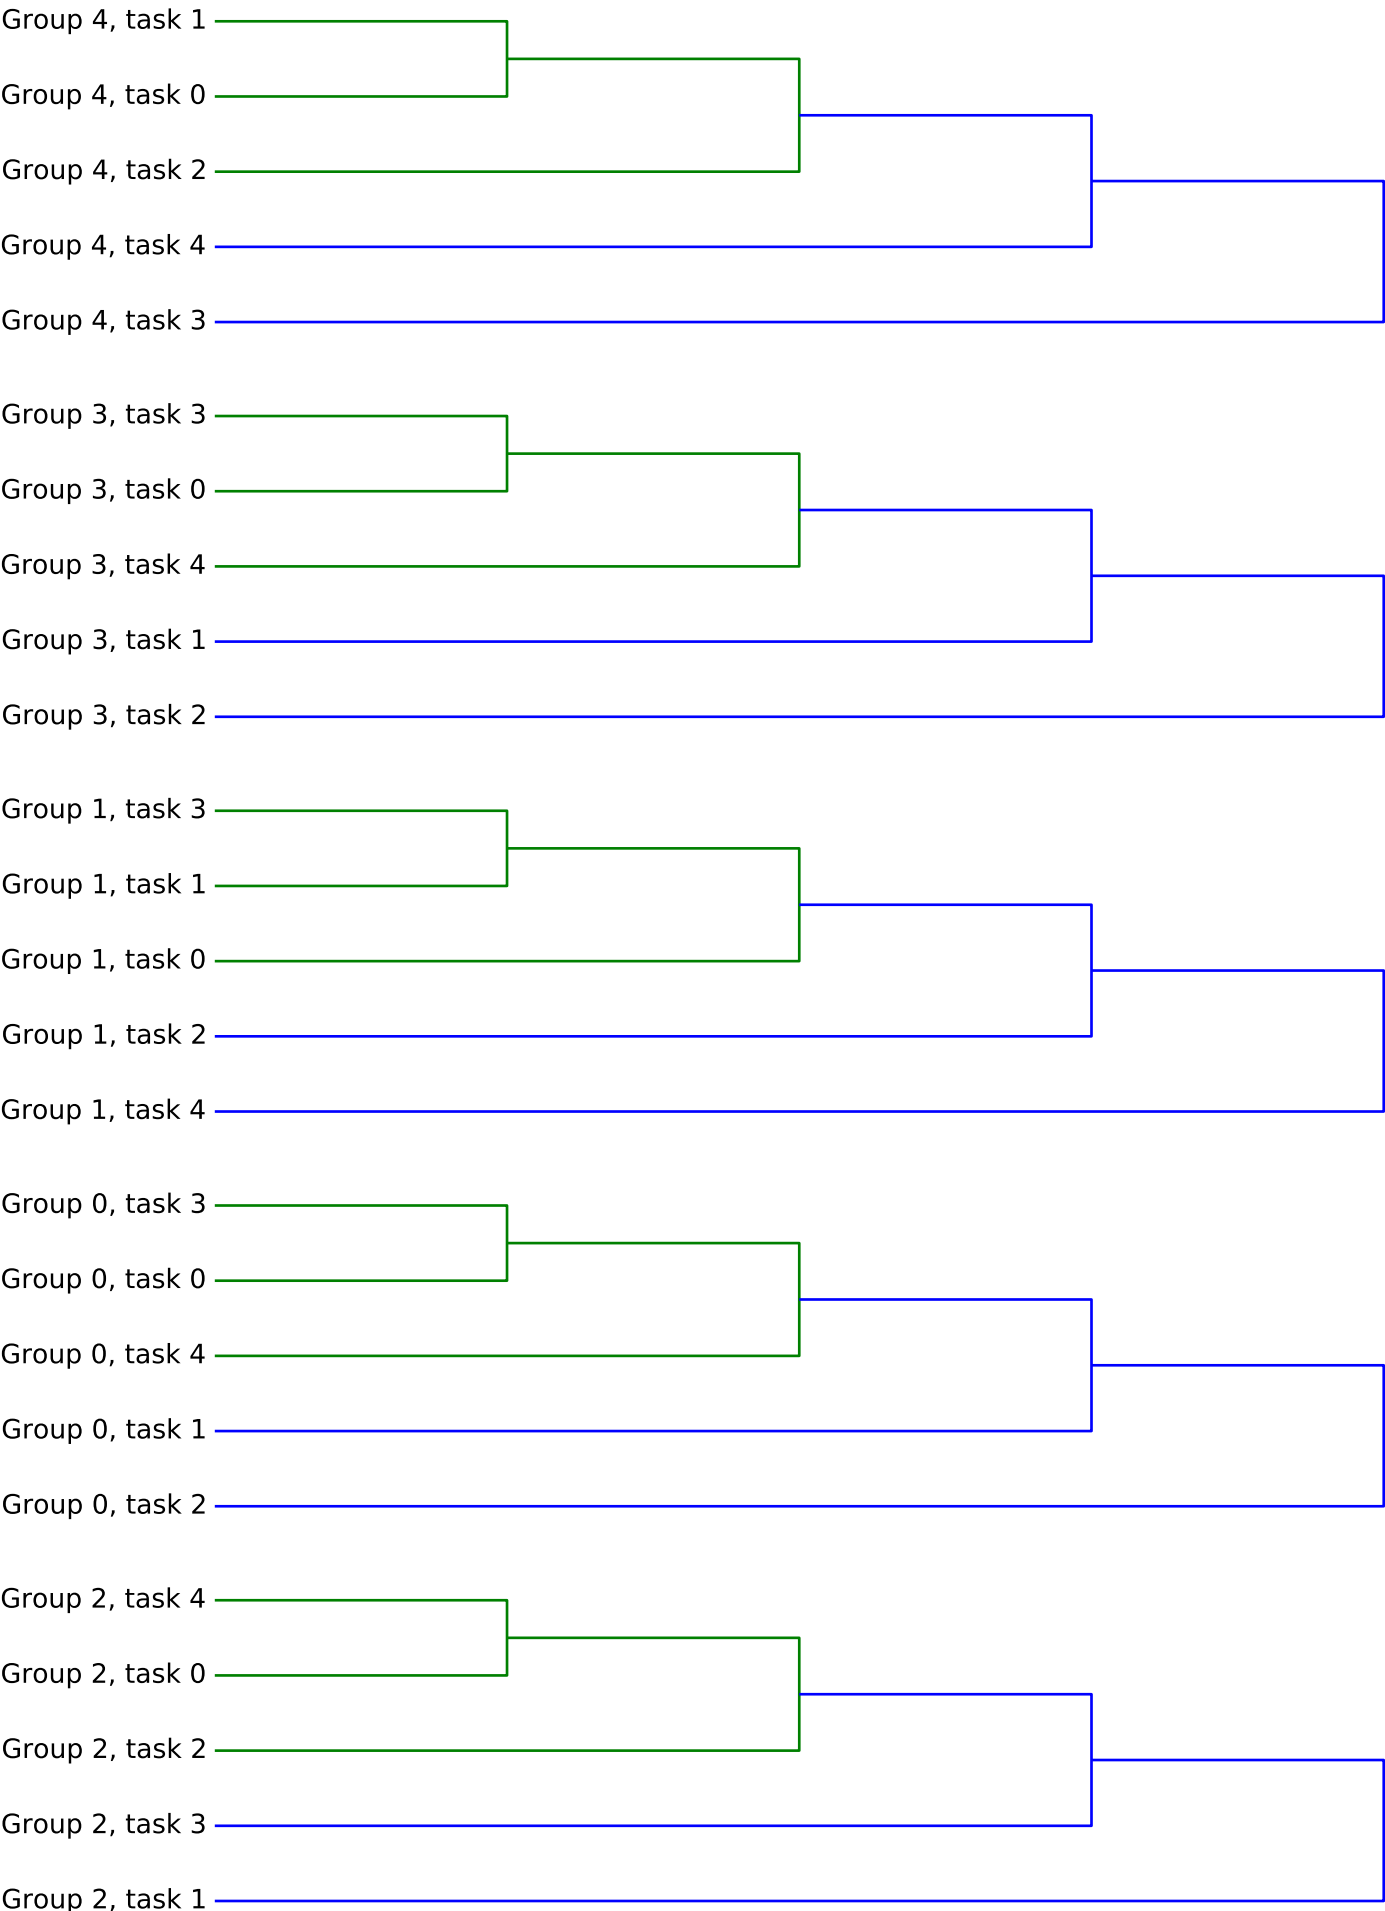 Group 4, task 1
Group 4, task 0
Group 4, task 2
Group 4, task 4
Group 4, task 3
Group 3, task 3
Group 3, task 0
Group 3, task 4
Group 3, task 1
Group 3, task 2
Group 1, task 3
Group 1, task 1
Group 1, task 0
Group 1, task 2
Group 1, task 4
Group 0, task 3
Group 0, task 0
Group 0, task 4
Group 0, task 1
Group 0, task 2
Group 2, task 4
Group 2, task 0
Group 2, task 2
Group 2, task 3
Group 2, task 1